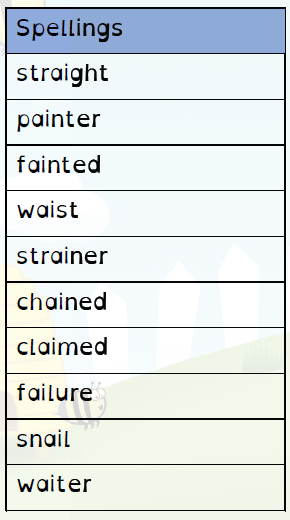 Spellings
straight
painter
fainted
waist
strainer
chained
claimed
failure
snail
waiter